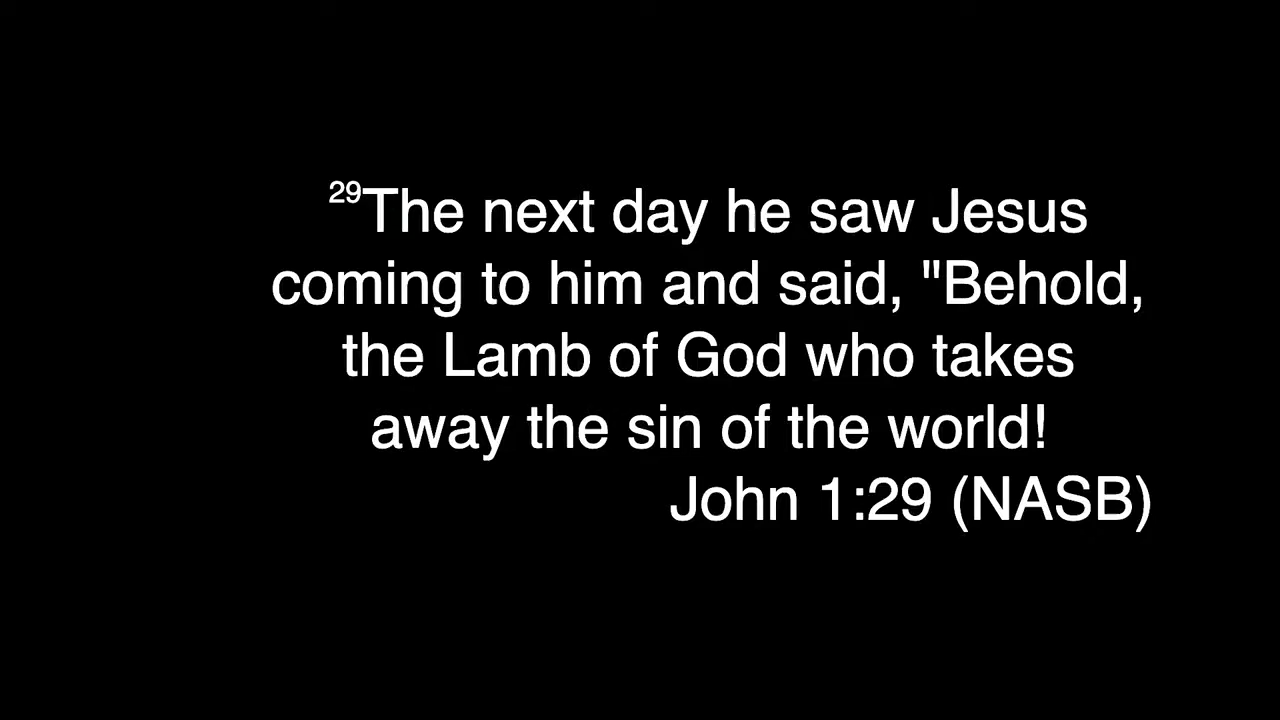 29The next day he saw Jesus
coming to him and said, "Behold,
the Lamb of God who takes
away the sin of the world!
John 1:29 (NASB)